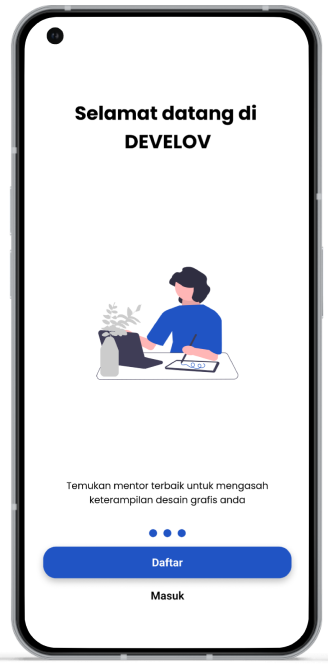 Selamat datang di
DEVELOV
Temukan mentor terbaik untuk mengasah
keterampilan desain grafis anda
Daftar
Masuk